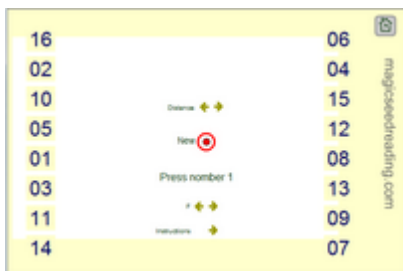 16 06
02 04
10 15
Distance
05 12
New
01 08
Press nomber 1
03 13
F
11 09
Instructions
14 07
magicseedreading.com